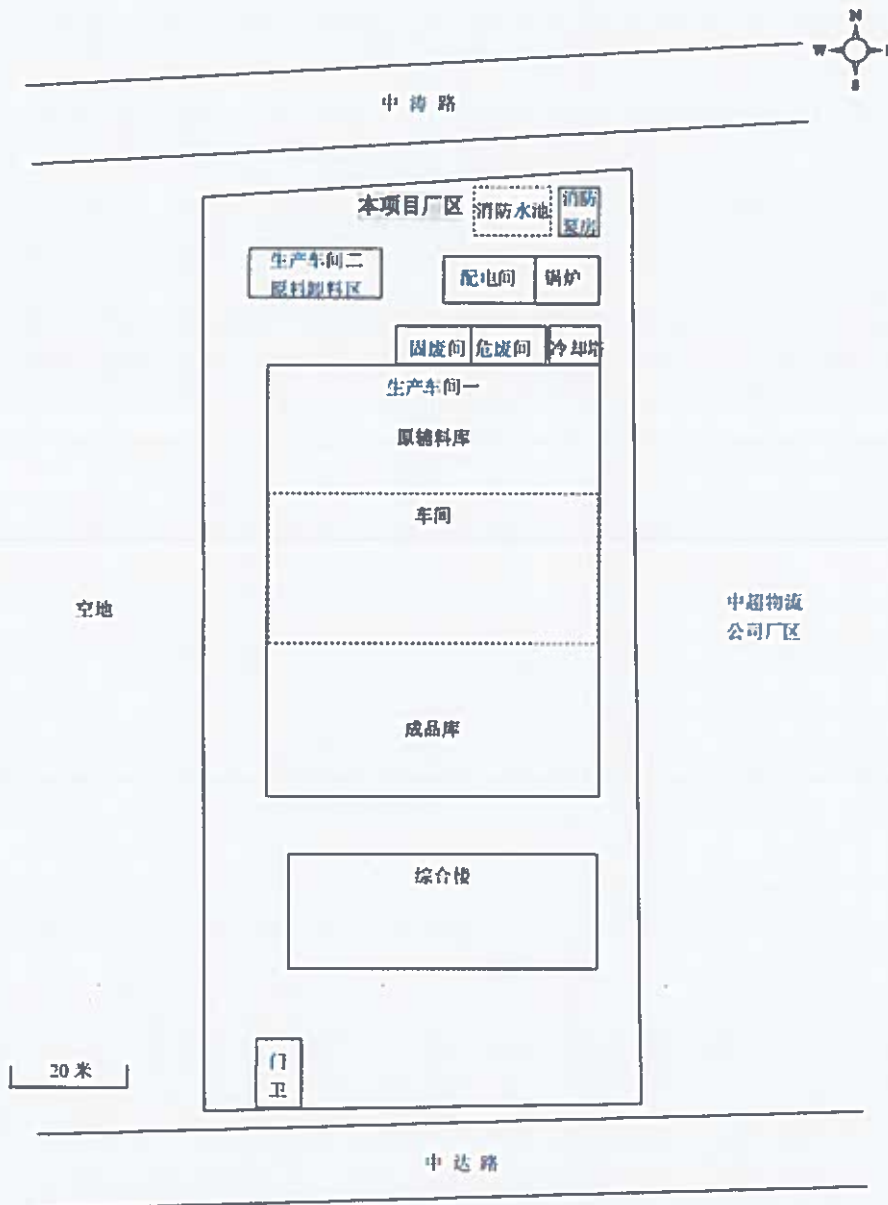 N
W
S
中涛路
本项目厂区
消防水池
消防
泵房
生产车间二
原料卸料区
配电间
锅炉
固废间
危废间
冷却塔
生产车间一
原辅料库
车间
空地
中超物流
公司厂区
成品库
综合楼
门
卫
20 米
中达路